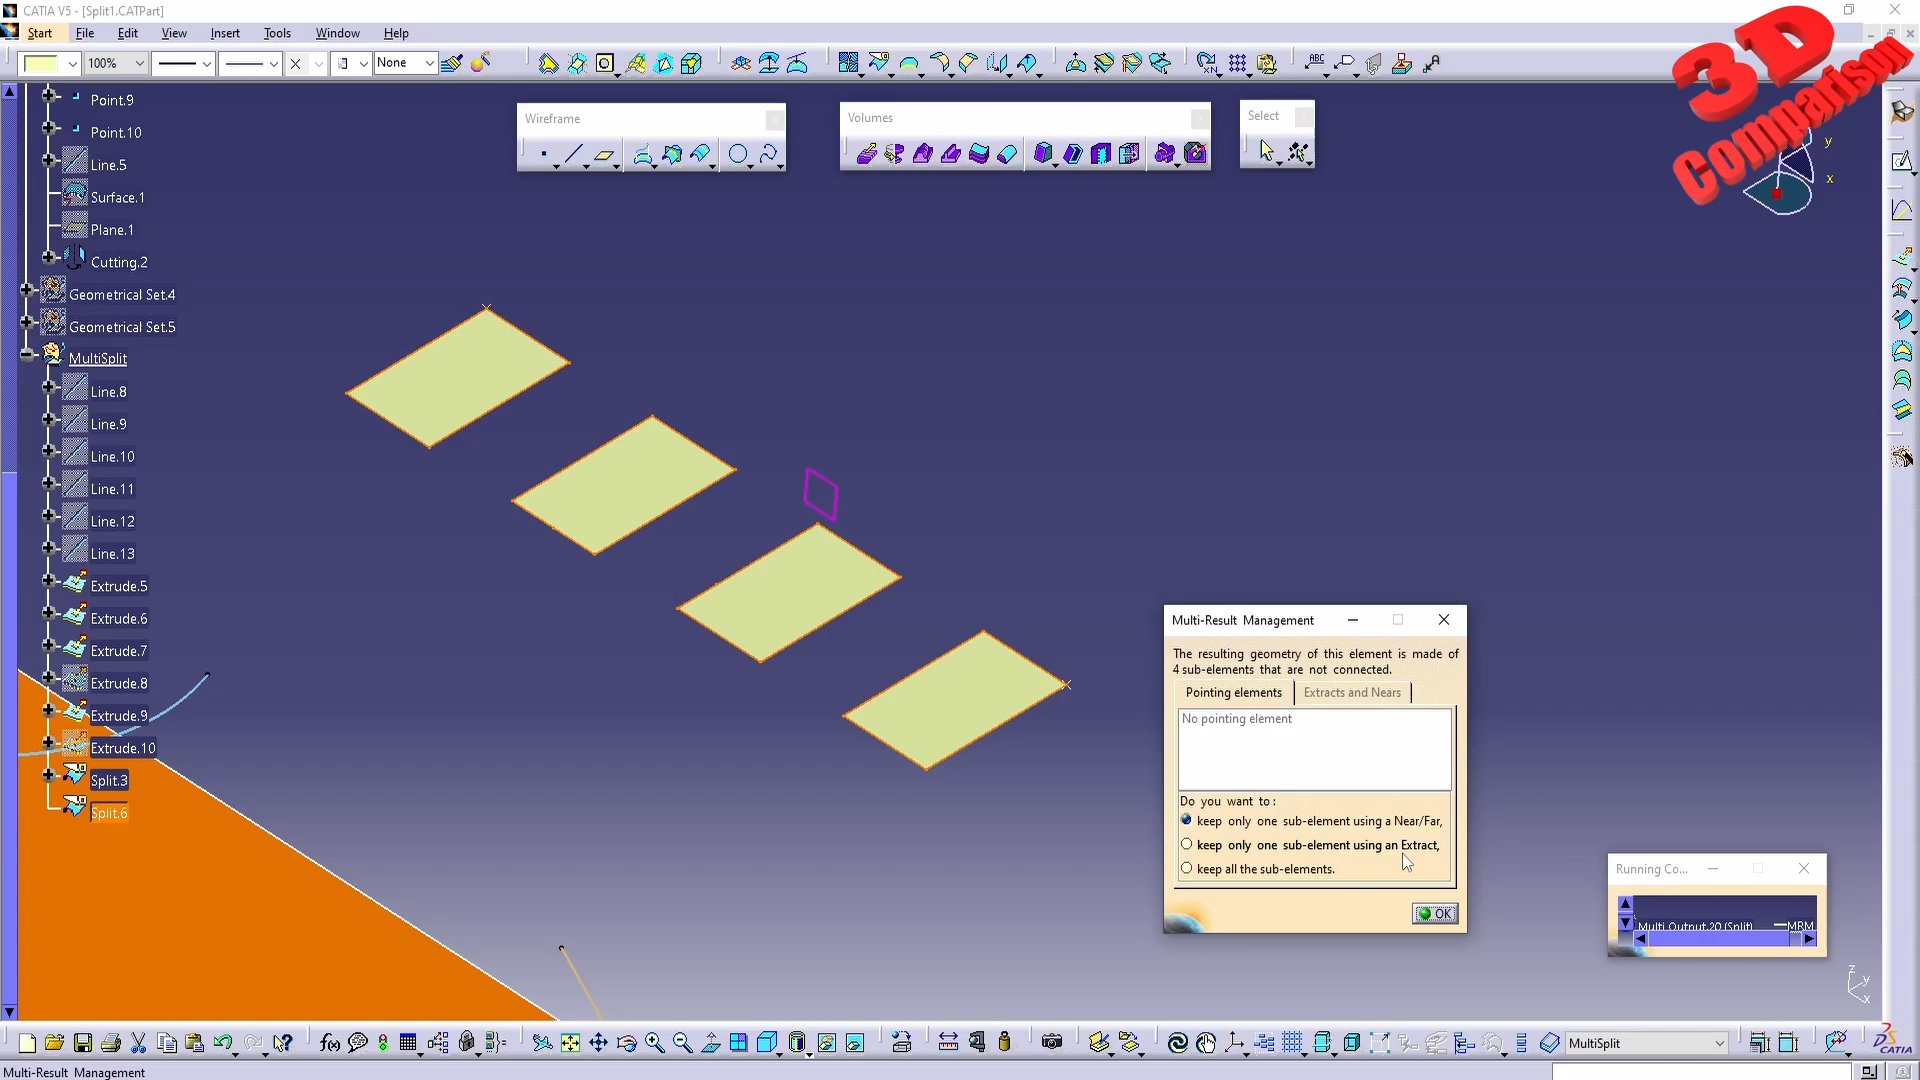 CATIA V5 - [Split1.CATPart]
Start File Edit View Insert Tools Window Help
100% None
3D Comparison
Wireframe
Volumes
Select
Point.9
Point.10
Line.5
Surface.1
Plane.1
Cutting.2
Geometrical Set.4
Geometrical Set.5
MultiSplit
Line.8
Line.9
Line.10
Line.11
Line.12
Line.13
Extrude.5
Extrude.6
Extrude.7
Extrude.8
Extrude.9
Extrude.10
Split.3
Split.6
y
x
Multi-Result Management
The resulting geometry of this element is made of
4 sub-elements that are not connected.
Pointing elements Extracts and Nears
No pointing element
Do you want to :
keep only one sub-element using a Near/Far,
keep only one sub-element using an Extract,
keep all the sub-elements.
OK
Running Co...
Multi Output.20 (Split) MRM
z
y
x
MultiSplit
CATIA
Multi-Result Management